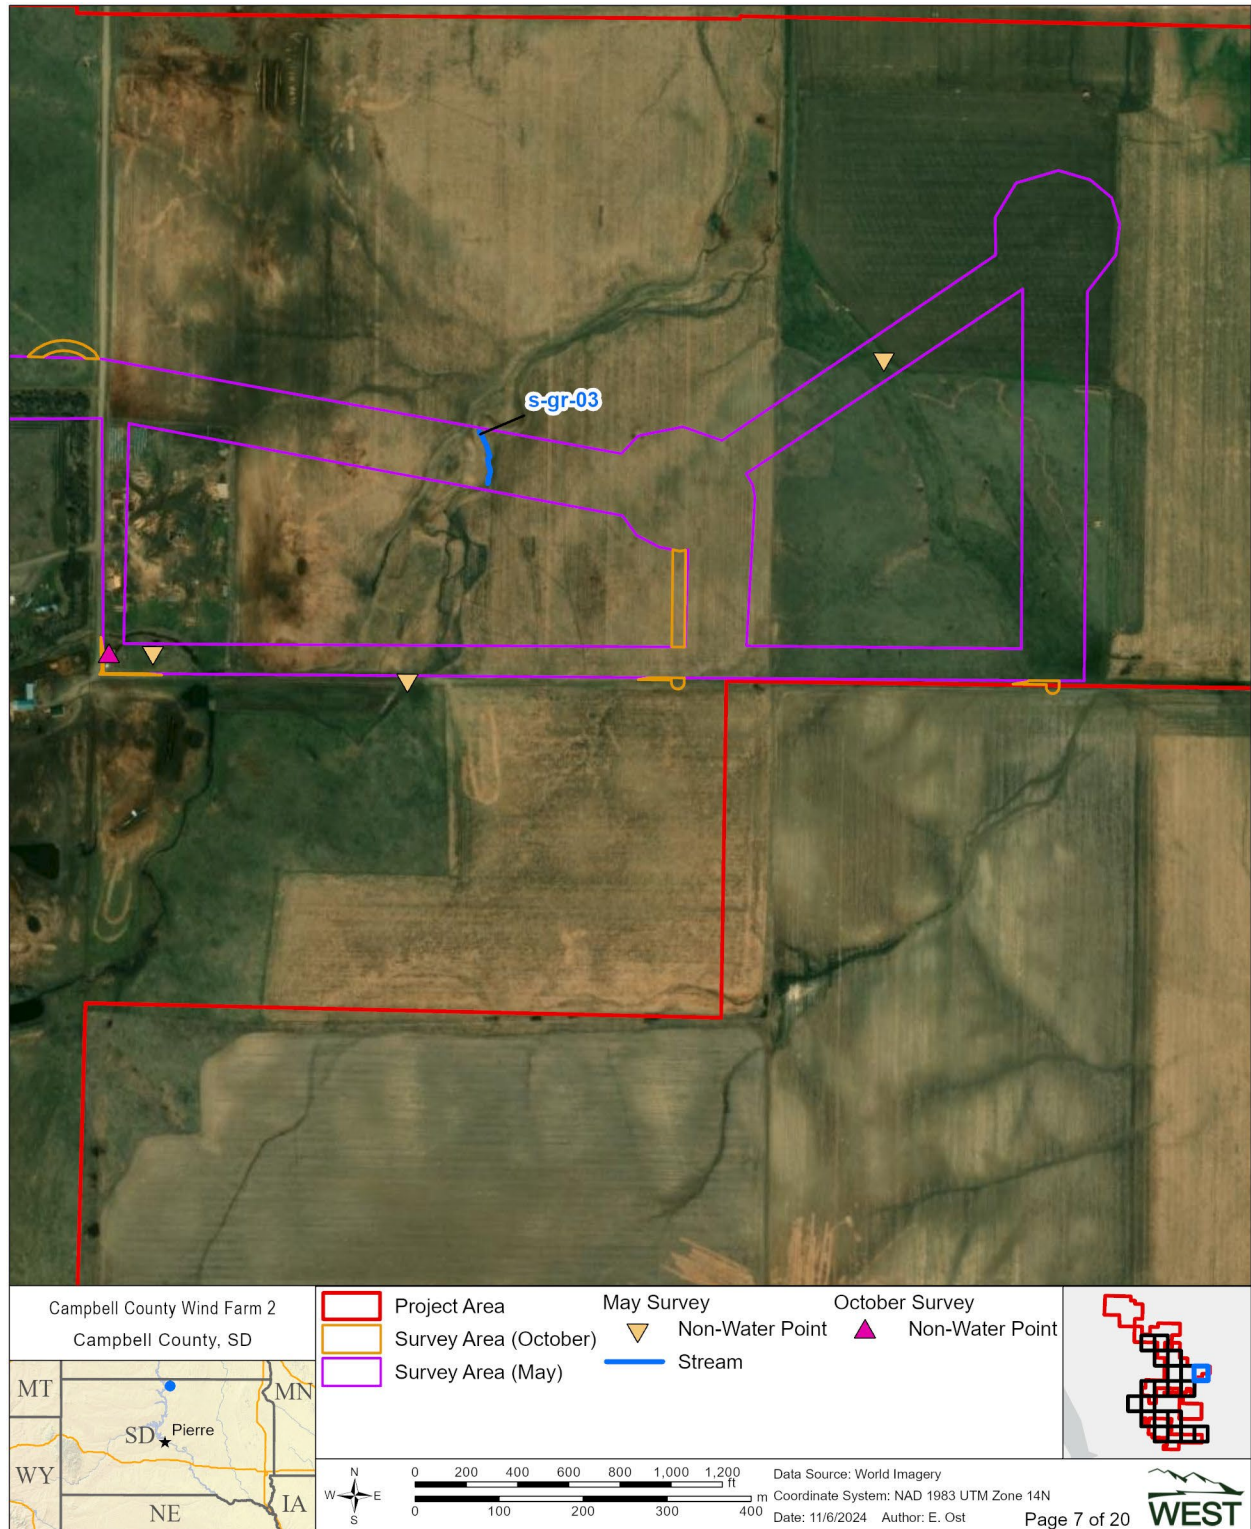 s-gr-03
Campbell County Wind Farm 2
Campbell County, SD
MT
MN
SD
Pierre
WY
NE
IA
Project Area
Survey Area (October)
Survey Area (May)
May Survey
Non-Water Point
Stream
October Survey
Non-Water Point
N
W E
S
0 200 400 600 800 1,000 1,200
ft
m
0 100 200 300 400
Data Source: World Imagery
Coordinate System: NAD 1983 UTM Zone 14N
Date: 11/6/2024 Author: E. Ost
Page 7 of 20
WEST